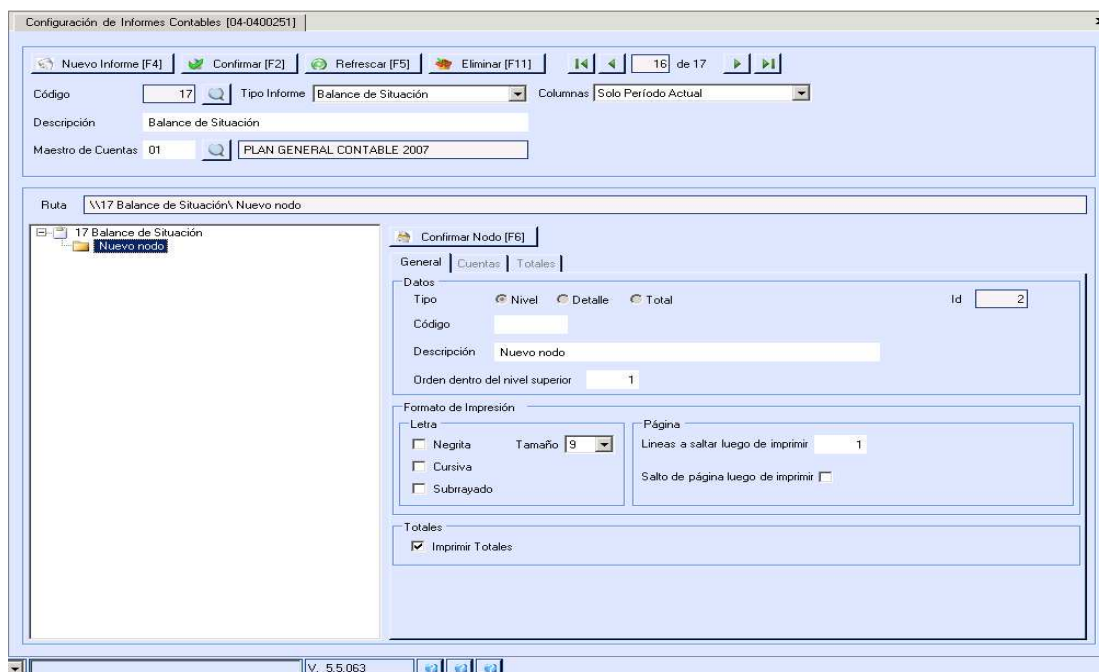 Configuración de Informes Contables [04-0400251]
Nuevo Informe [F4] Confirmar [F2] Refrescar [F5] Eliminar [F11] 16 de 17
Código 17 Tipo Informe Balance de Situación Columnas Solo Período Actual
Descripción Balance de Situación
Maestro de Cuentas 01 PLAN GENERAL CONTABLE 2007
Ruta \\17 Balance de Situación\ Nuevo nodo
17 Balance de Situación
Nuevo nodo
Confirmar Nodo [F6]
General Cuentas Totales
Datos
Tipo Nivel Detalle Total Id 2
Código
Descripción Nuevo nodo
Orden dentro del nivel superior 1
Formato de Impresión
Letra
Negrita Tamaño 9
Cursiva
Subrrayado
Página
Lineas a saltar luego de imprimir 1
Salto de página luego de imprimir
Totales
Imprimir Totales
V. 5.5.063